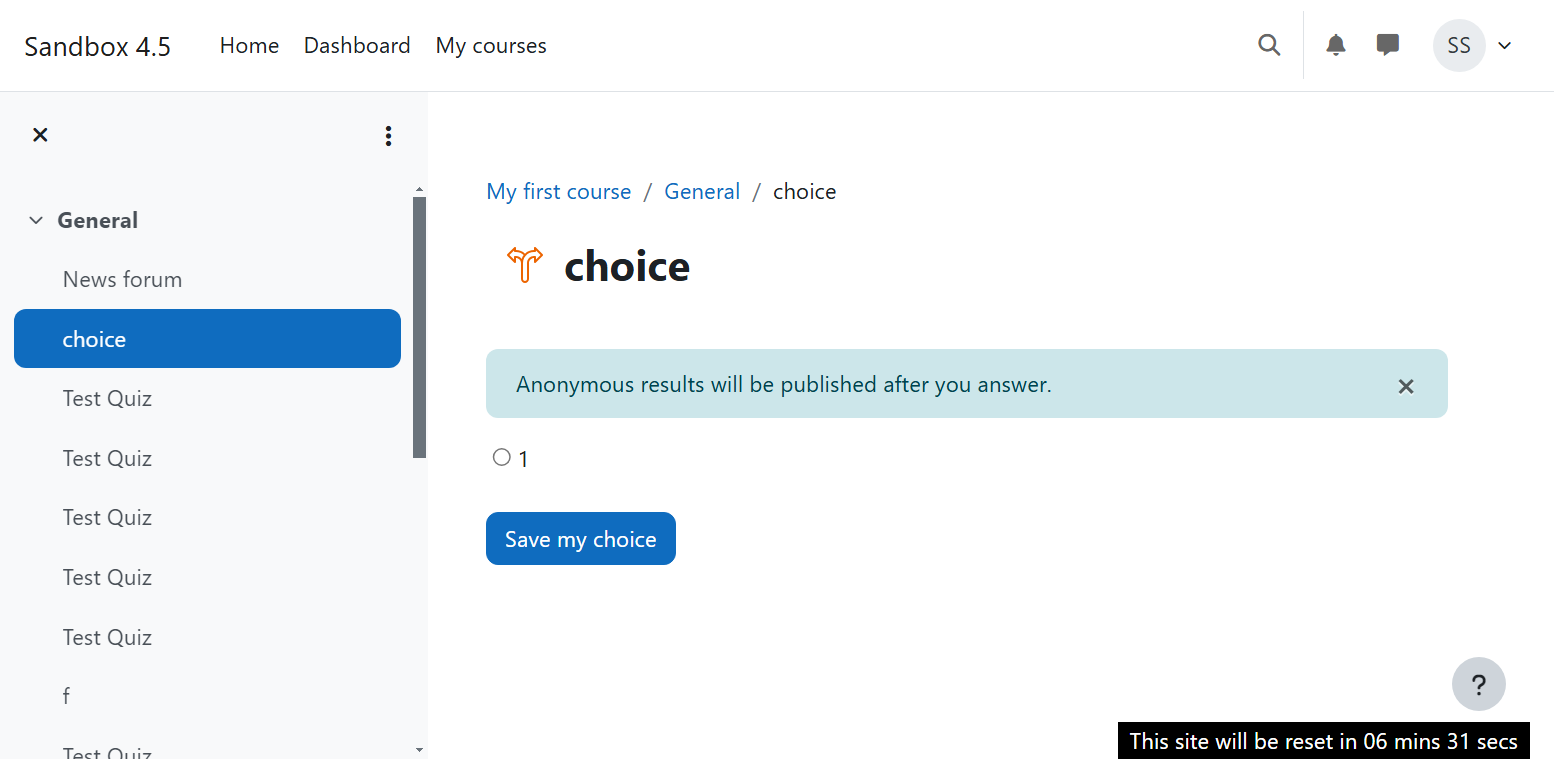 Sandbox 4.5 Home Dashboard My courses SS
General
News forum
choice
Test Quiz
Test Quiz
Test Quiz
Test Quiz
Test Quiz
f
Test Quiz
My first course / General / choice
choice
Anonymous results will be published after you answer.
1
Save my choice
?
This site will be reset in 06 mins 31 secs